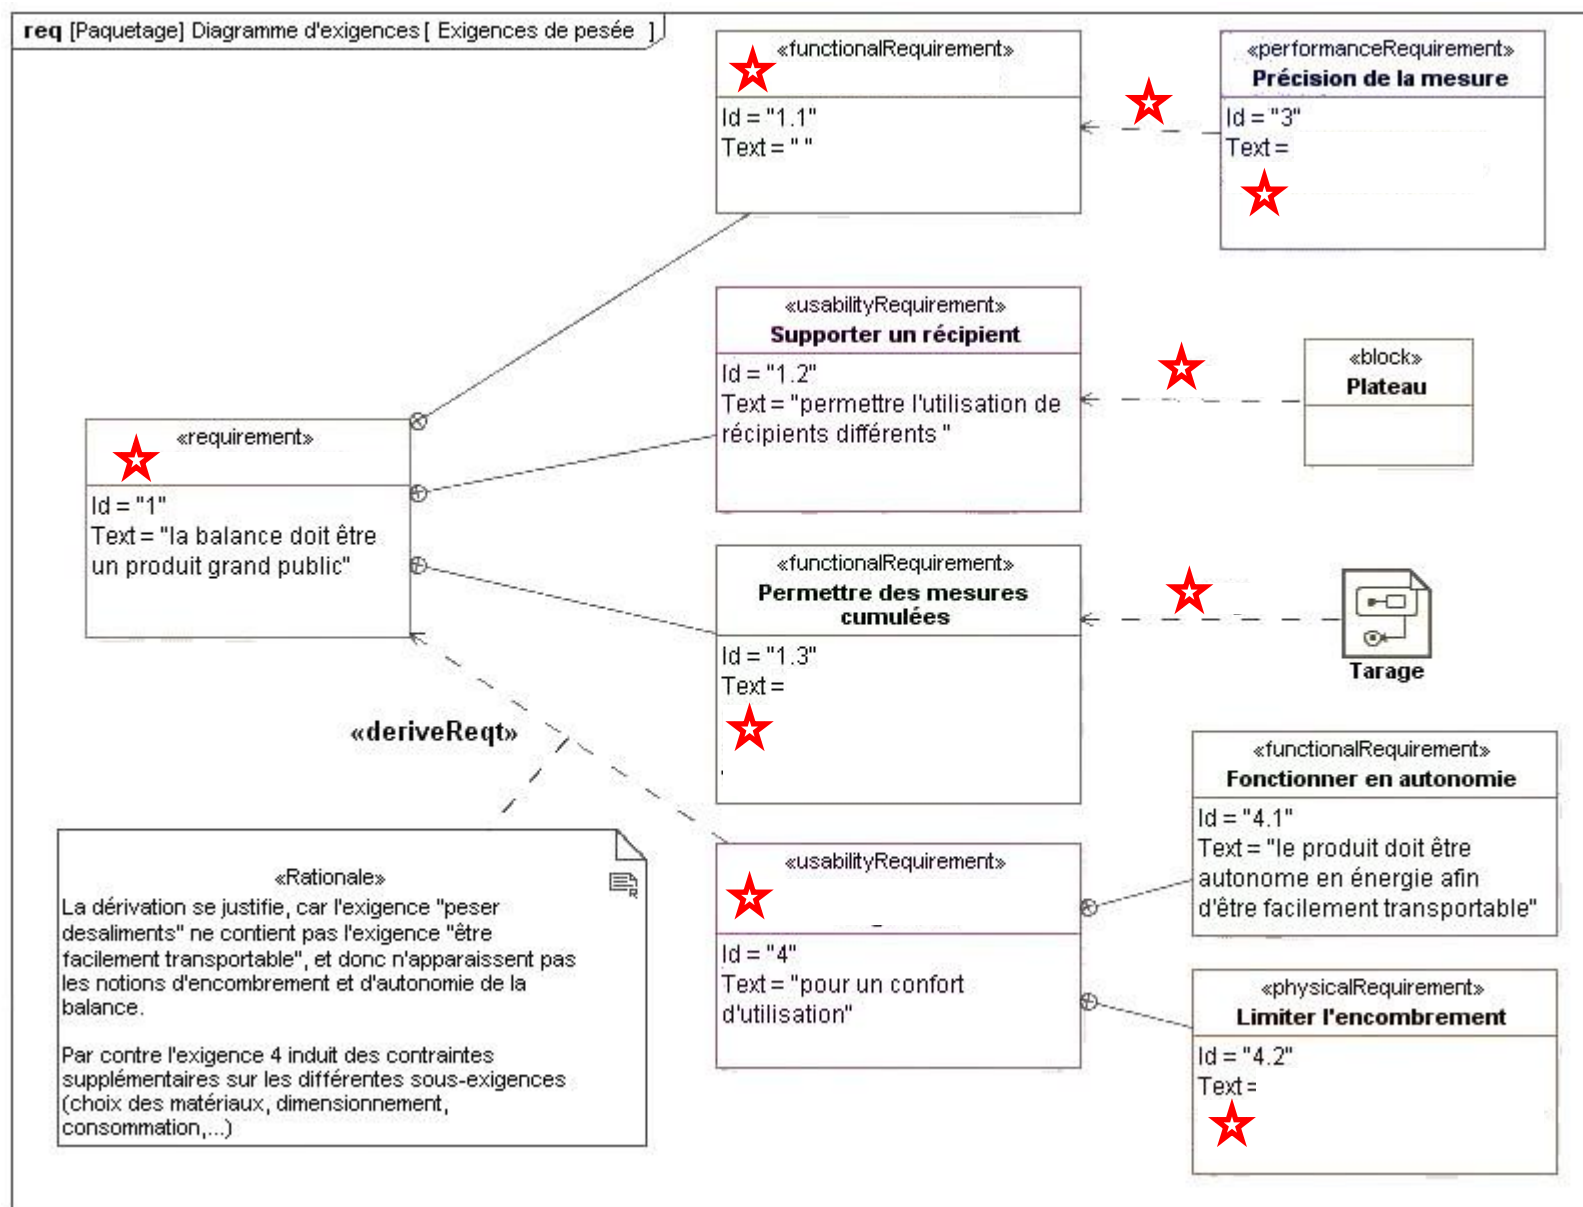 req [Paquetage] Diagramme d'exigences [ Exigences de pesée ]
«functionalRequirement»
Id = "1.1"
Text = " "
«performanceRequirement»
Précision de la mesure
Id = "3"
Text =
«usabilityRequirement»
Supporter un récipient
Id = "1.2"
Text = "permettre l'utilisation de
récipients différents "
«block»
Plateau
«requirement»
Id = "1"
Text = "la balance doit être
un produit grand public"
«functionalRequirement»
Permettre des mesures
cumulées
Id = "1.3"
Text =
Tarage
«deriveReqt»
«functionalRequirement»
Fonctionner en autonomie
Id = "4.1"
Text = "le produit doit être
autonome en énergie afin
d'être facilement transportable"
«usabilityRequirement»
Id = "4"
Text = "pour un confort
d'utilisation"
«physicalRequirement»
Limiter l'encombrement
Id = "4.2"
Text =
«Rationale»
R
La dérivation se justifie, car l'exigence "peser
desaliments" ne contient pas l'exigence "être
facilement transportable", et donc n'apparaissent pas
les notions d'encombrement et d'autonomie de la
balance.
Par contre l'exigence 4 induit des contraintes
supplémentaires sur les différentes sous-exigences
(choix des matériaux, dimensionnement,
consommation,...)